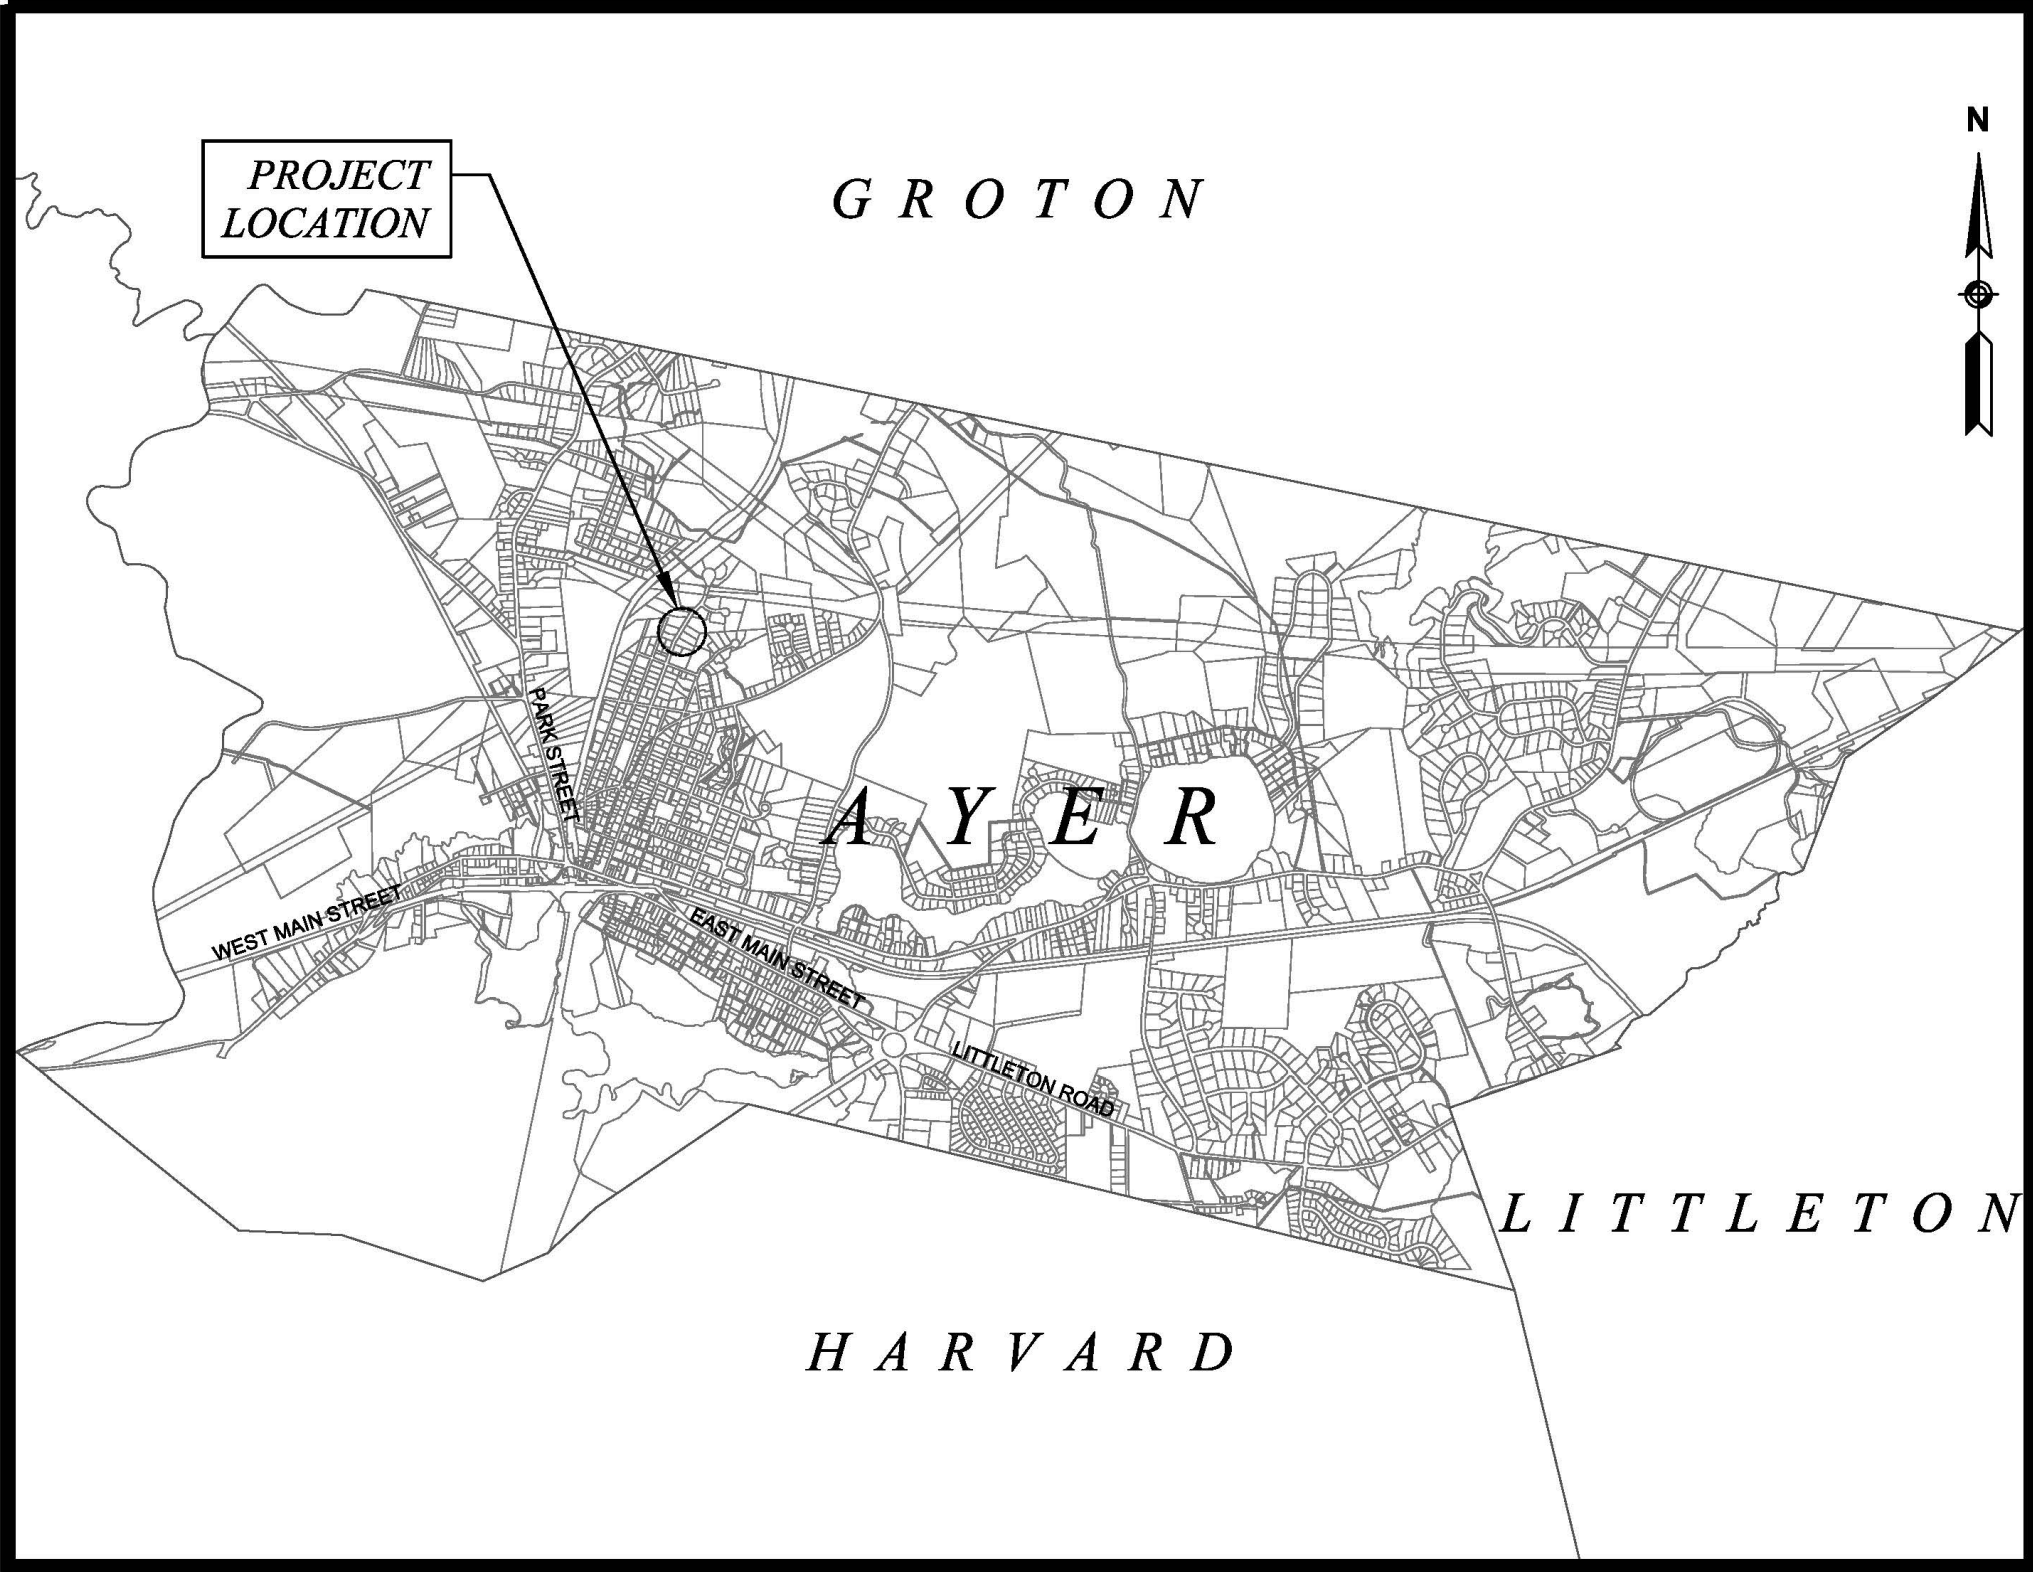 N
PROJECT
LOCATION
GROTON
PARK STREET
AYER
WEST MAIN STREET
EAST MAIN STREET
LITTLETON ROAD
LITTLETON
HARVARD